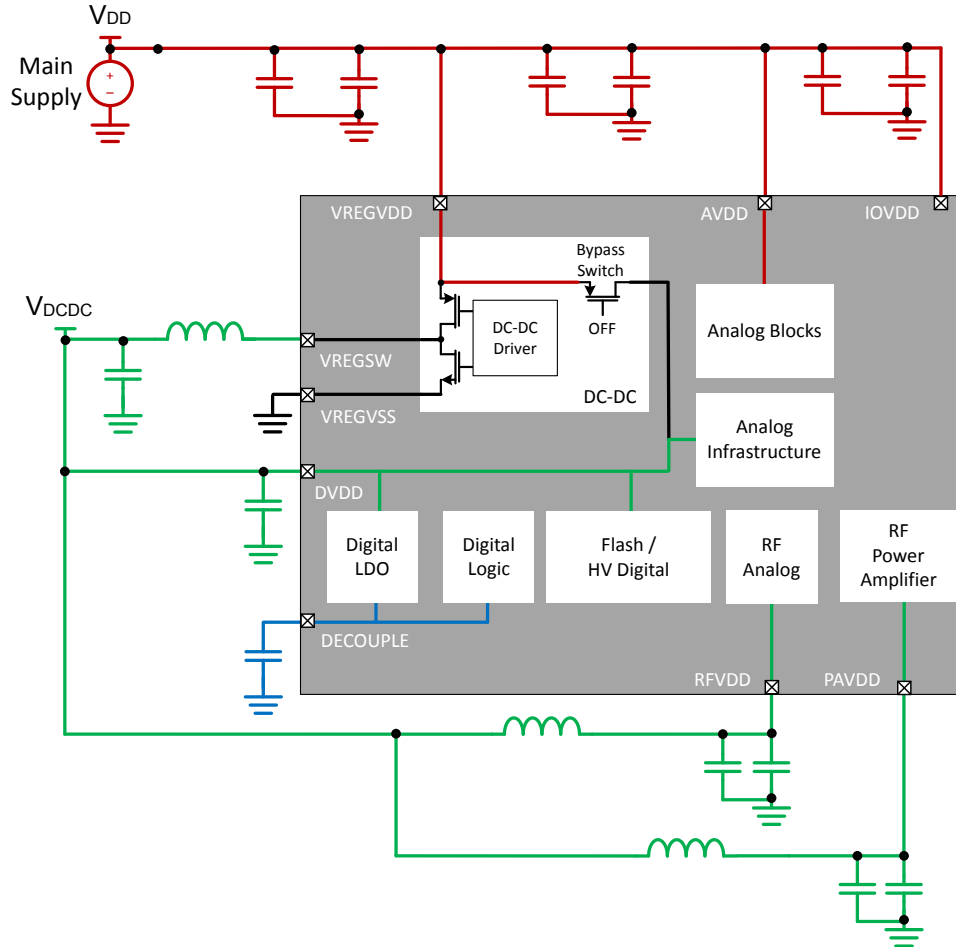 VDD
Main
Supply
+
−
VREGVDD
AVDD
IOVDD
Bypass
Switch
OFF
DC-DC
Driver
DC-DC
VDCDC
VREGSW
VREGVSS
Analog Blocks
Analog
Infrastructure
DVDD
Digital
LDO
Digital
Logic
Flash /
HV Digital
RF
Analog
RF
Power
Amplifier
DECOUPLE
RFVDD
PAVDD